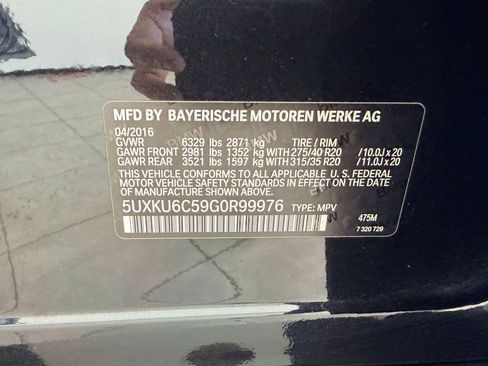 MFD BY BAYERISCHE MOTOREN WERKE AG
04/2016
GVWR 6329 lbs 2871 kg TIRE / RIM
GAWR FRONT 2981 lbs 1352 kg WITH 275/40 R20 /10.0J x 20
GAWR REAR 3521 lbs 1597 kg WITH 315/35 R20 /11.0J x 20
THIS VEHICLE CONFORMS TO ALL APPLICABLE U. S. FEDERAL
MOTOR VEHICLE SAFETY STANDARDS IN EFFECT ON THE DATE
OF MANUFACTURE SHOWN ABOVE.
5UXKU6C59G0R99976 TYPE: MPV
475M
7 320 729